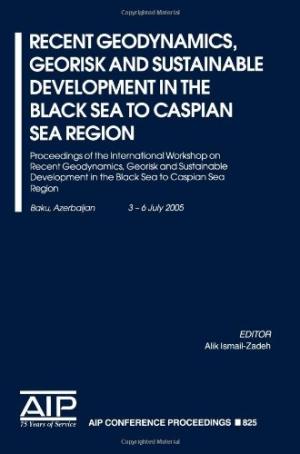 RECENT GEODYNAMICS,
GEORISK AND SUSTAINABLE
DEVELOPMENT IN THE
BLACK SEA TO CASPIAN
SEA REGION
Proceedings of the International Workshop on
Recent Geodynamics, Georisk and Sustainable
Development in the Black Sea to Caspian Sea
Region
Baku, Azerbaijan 3 – 6 July 2005
EDITOR
Alik Ismail-Zadeh
AIP
75 Years of Service
AIP CONFERENCE PROCEEDINGS ■ 825